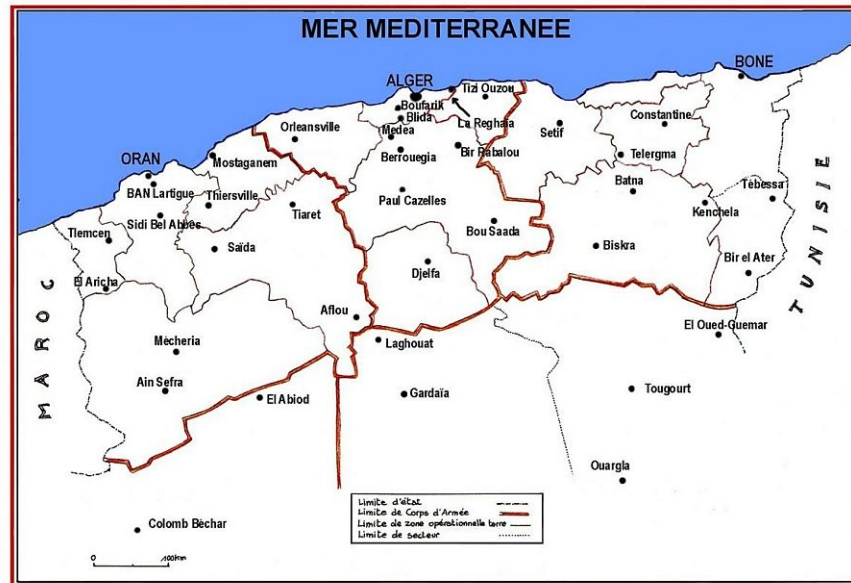 MER MEDITERRANEE
BONE
ALGER
Tizi Ouzou
Boufarik
Blida
La Reghaïa
Constantine
Orleansville
Setif
Medea
Bir Rabalou
Berrouegia
Telergma
ORAN
Mostaganem
BAN Lartigue
Thiersville
Tiaret
Paul Cazelles
Batna
Tèbessa
Kenchela
Sidi Bel Abbes
Bou Saada
Tlemcen
Saïda
Biskra
Djelfa
Bir el Ater
El Aricha
TUNISIE
MAROC
Aflou
El Oued-Guemar
Laghouat
Mècheria
Ain Sefra
El Abiod
Gardaïa
Tougourt
Ouargla
Limite d'état
Limite de Corps d'Armée
Limite de zone opérationnelle terre
Limite de secteur
Colomb Bèchar
0 100km